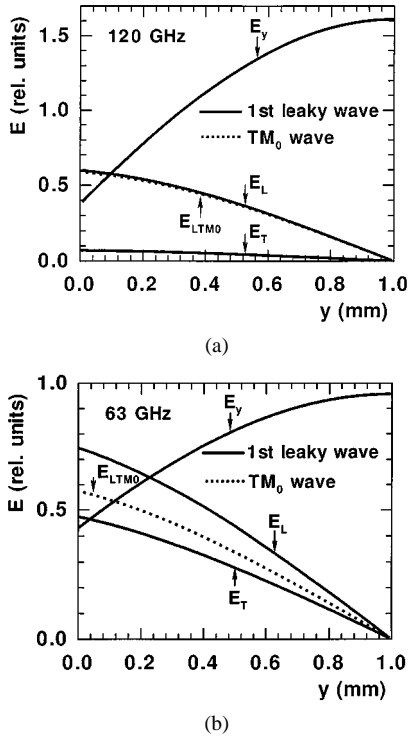 E (rel. units)
1.5
1.0
0.5
0.0
120 GHz
E_y
1st leaky wave
TM_0 wave
E_L
E_LTM0
E_T
0.0 0.2 0.4 0.6 0.8 1.0
y (mm)
(a)
E (rel. units)
1.0
0.5
0.0
63 GHz
E_y
1st leaky wave
TM_0 wave
E_LTM0
E_L
E_T
0.0 0.2 0.4 0.6 0.8 1.0
y (mm)
(b)